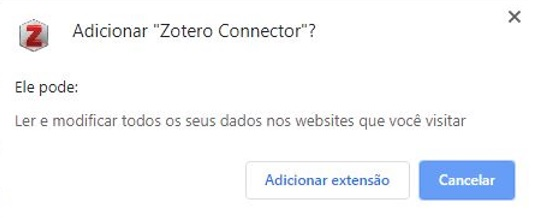 Z
Adicionar "Zotero Connector"?
Ele pode:
Ler e modificar todos os seus dados nos websites que você visitar
Adicionar extensão
Cancelar